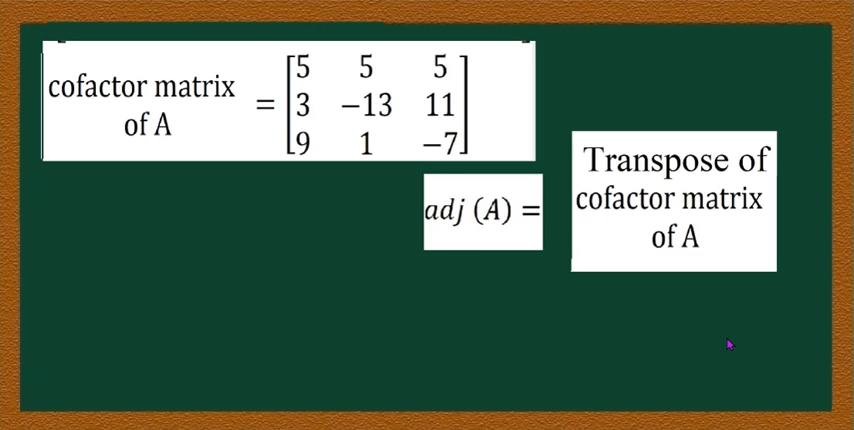 cofactor matrix
of A
=
[5 5 5
3 −13 11
9 1 −7]
adj (A) =
Transpose of
cofactor matrix
of A